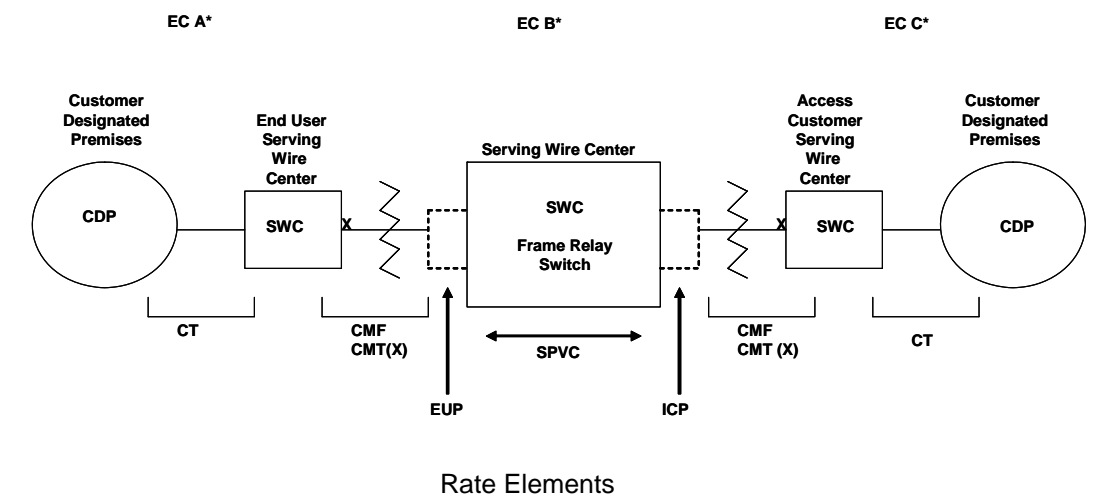 EC A*
EC B*
EC C*
Customer
Designated
Premises
End User
Serving
Wire
Center
Serving Wire Center
Access
Customer
Serving
Wire
Center
Customer
Designated
Premises
CDP
SWC
X
SWC
Frame Relay
Switch
X
SWC
CDP
CT
CMF
CMT(X)
SPVC
CMF
CMT (X)
CT
EUP
ICP
Rate Elements